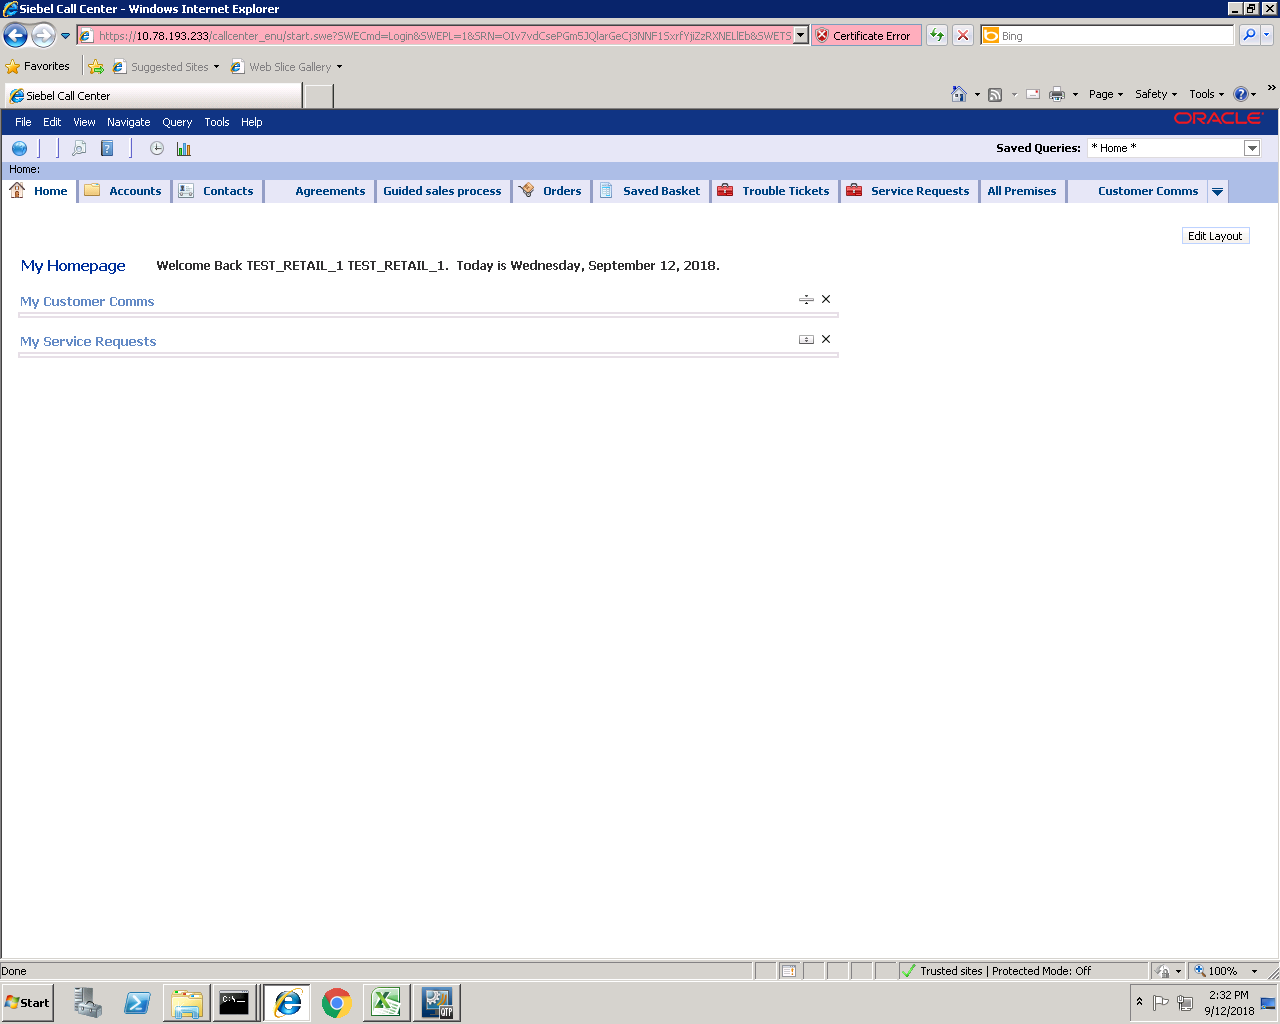 Siebel Call Center - Windows Internet Explorer
https://10.78.193.233/callcenter_enu/start.swe?SWECmd=Login&SWEPL=1&SRN= Certificate Error Bing
Favorites Suggested Sites Web Slice Gallery
Siebel Call Center Page Safety Tools »
File Edit View Navigate Query Tools Help ORACLE
Saved Queries: * Home *
Home:
Home Accounts Contacts Agreements Guided sales process Orders Saved Basket Trouble Tickets Service Requests All Premises Customer Comms
Edit Layout
My Homepage Welcome Back TEST_RETAIL_1 TEST_RETAIL_1. Today is Wednesday, September 12, 2018.
My Customer Comms
My Service Requests
Done Trusted sites | Protected Mode: Off 100%
Start C:\. QTP 2:32 PM
9/12/2018